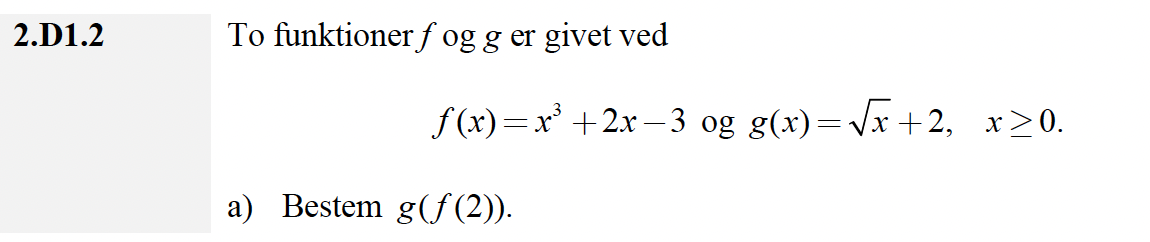 2.D1.2 To funktioner f og g er givet ved
f(x)=x³+2x−3 og g(x)=√x+2, x≥0.
a) Bestem g(f(2)).